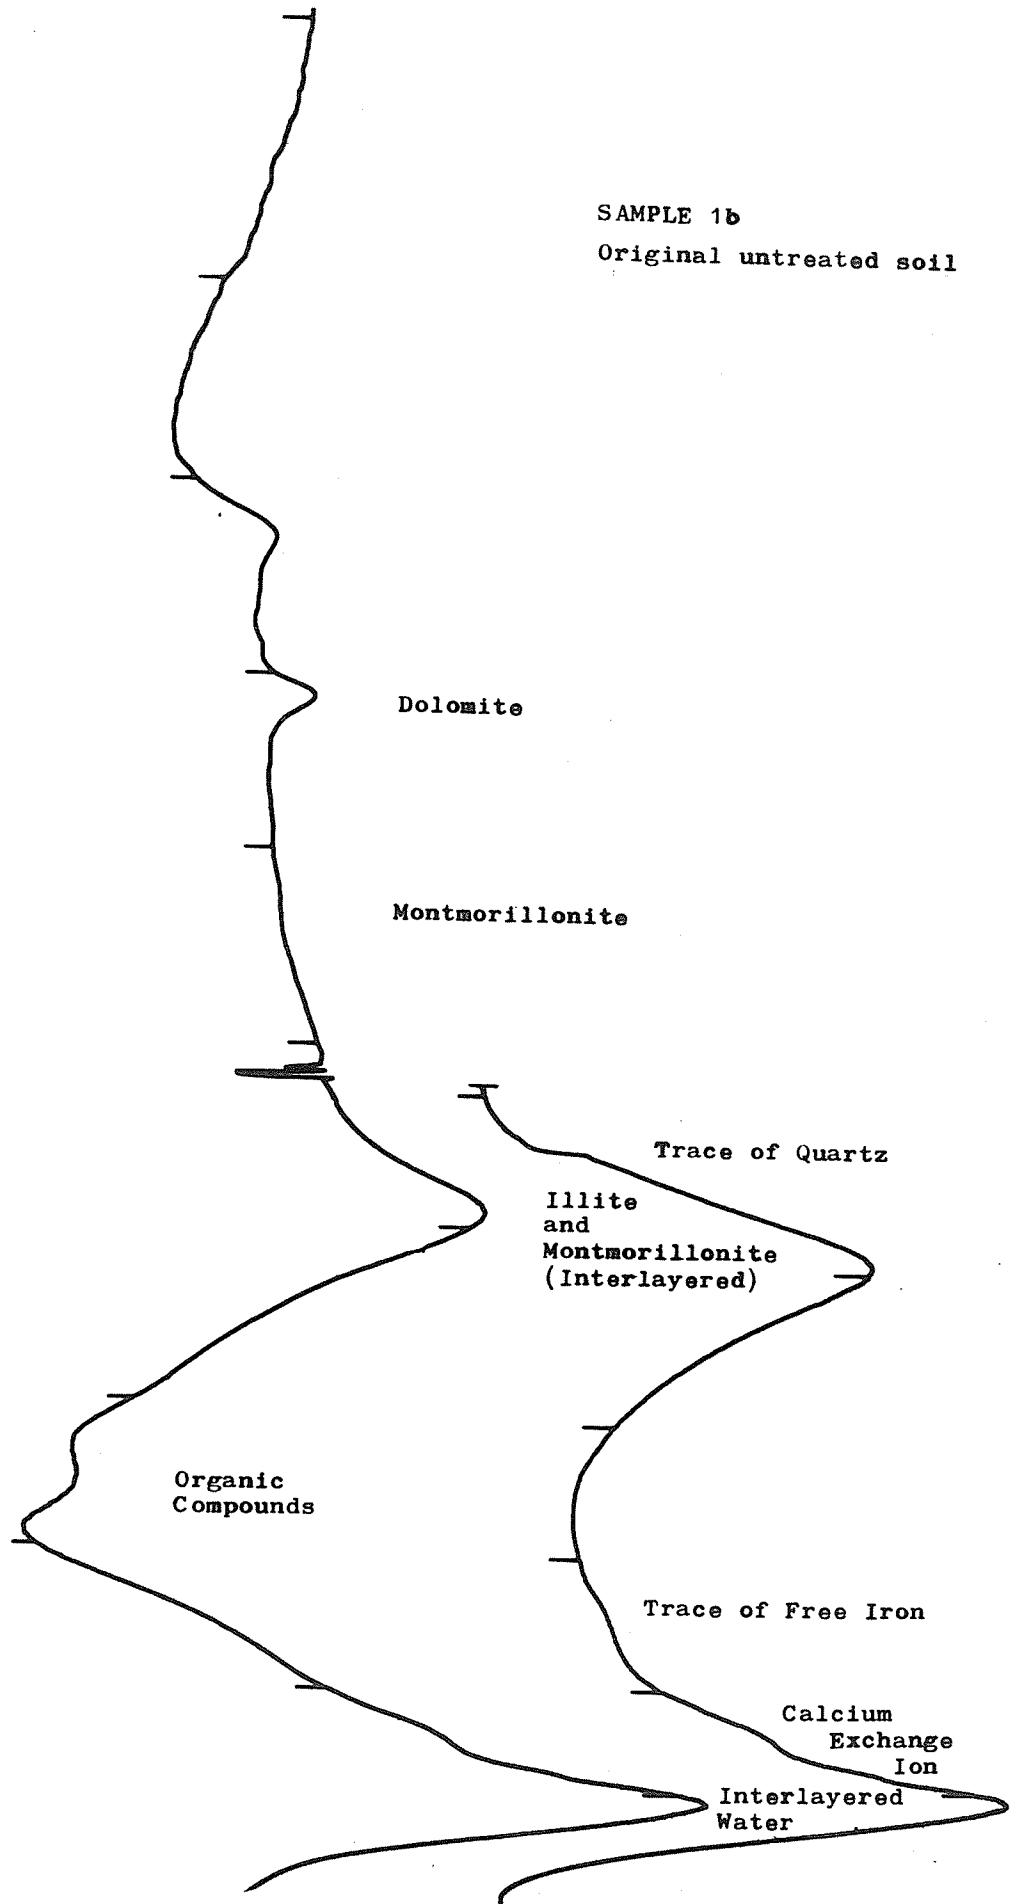 SAMPLE 1b
Original untreated soil
Dolomite
Montmorillonite
Trace of Quartz
Illite
and
Montmorillonite
(Interlayered)
Organic
Compounds
Trace of Free Iron
Calcium
Exchange
Ion
Interlayered
Water